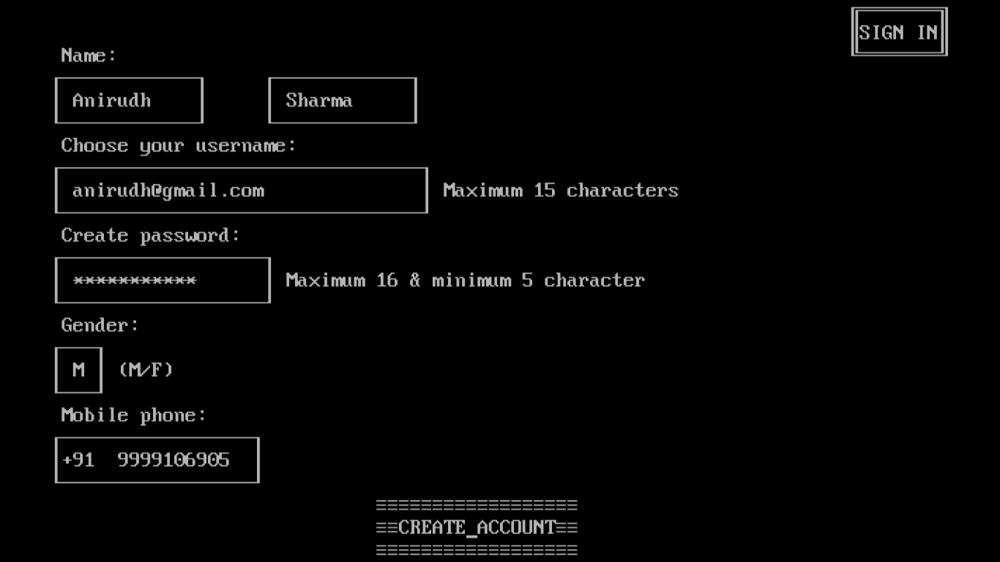 SIGN IN
Name:
Anirudh Sharma
Choose your username:
anirudh@gmail.com Maximum 15 characters
Create password:
*********** Maximum 16 & minimum 5 character
Gender:
M (M/F)
Mobile phone:
+91 9999106905
CREATE_ACCOUNT